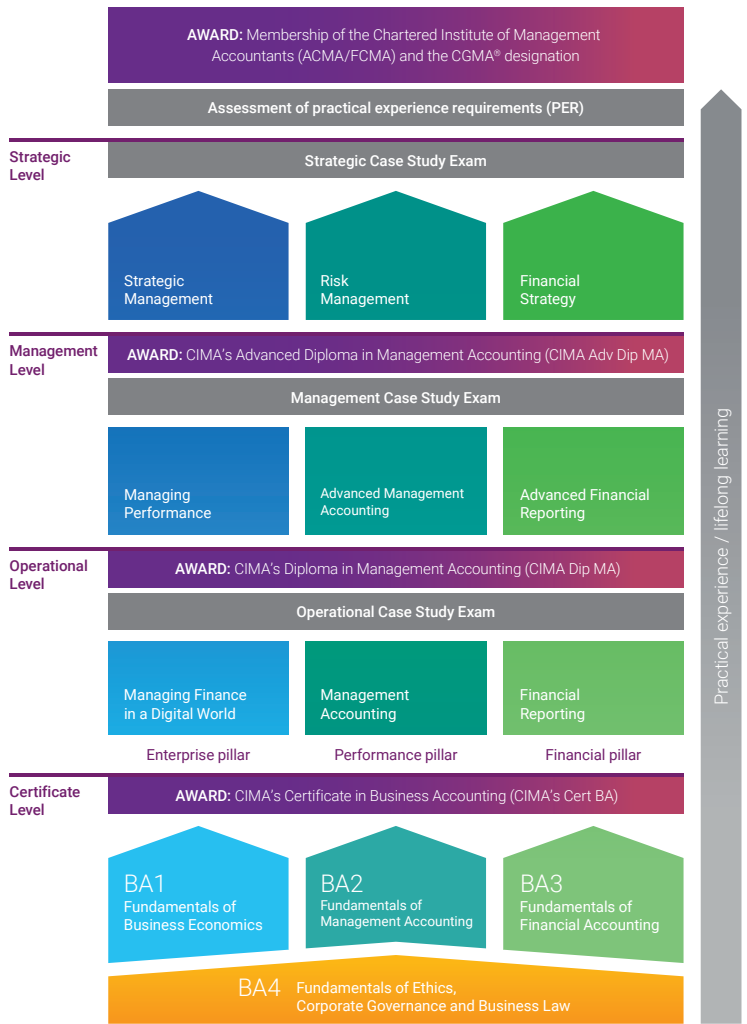 AWARD: Membership of the Chartered Institute of Management
Accountants (ACMA/FCMA) and the CGMA® designation
Assessment of practical experience requirements (PER)
Strategic
Level
Strategic Case Study Exam
Strategic
Management
Risk
Management
Financial
Strategy
Management
Level
AWARD: CIMA's Advanced Diploma in Management Accounting (CIMA Adv Dip MA)
Management Case Study Exam
Managing
Performance
Advanced Management
Accounting
Advanced Financial
Reporting
Operational
Level
AWARD: CIMA's Diploma in Management Accounting (CIMA Dip MA)
Operational Case Study Exam
Managing Finance
in a Digital World
Management
Accounting
Financial
Reporting
Enterprise pillar
Performance pillar
Financial pillar
Certificate
Level
AWARD: CIMA's Certificate in Business Accounting (CIMA's Cert BA)
BA1
Fundamentals of
Business Economics
BA2
Fundamentals of
Management Accounting
BA3
Fundamentals of
Financial Accounting
BA4 Fundamentals of Ethics,
Corporate Governance and Business Law
Practical experience / lifelong learning